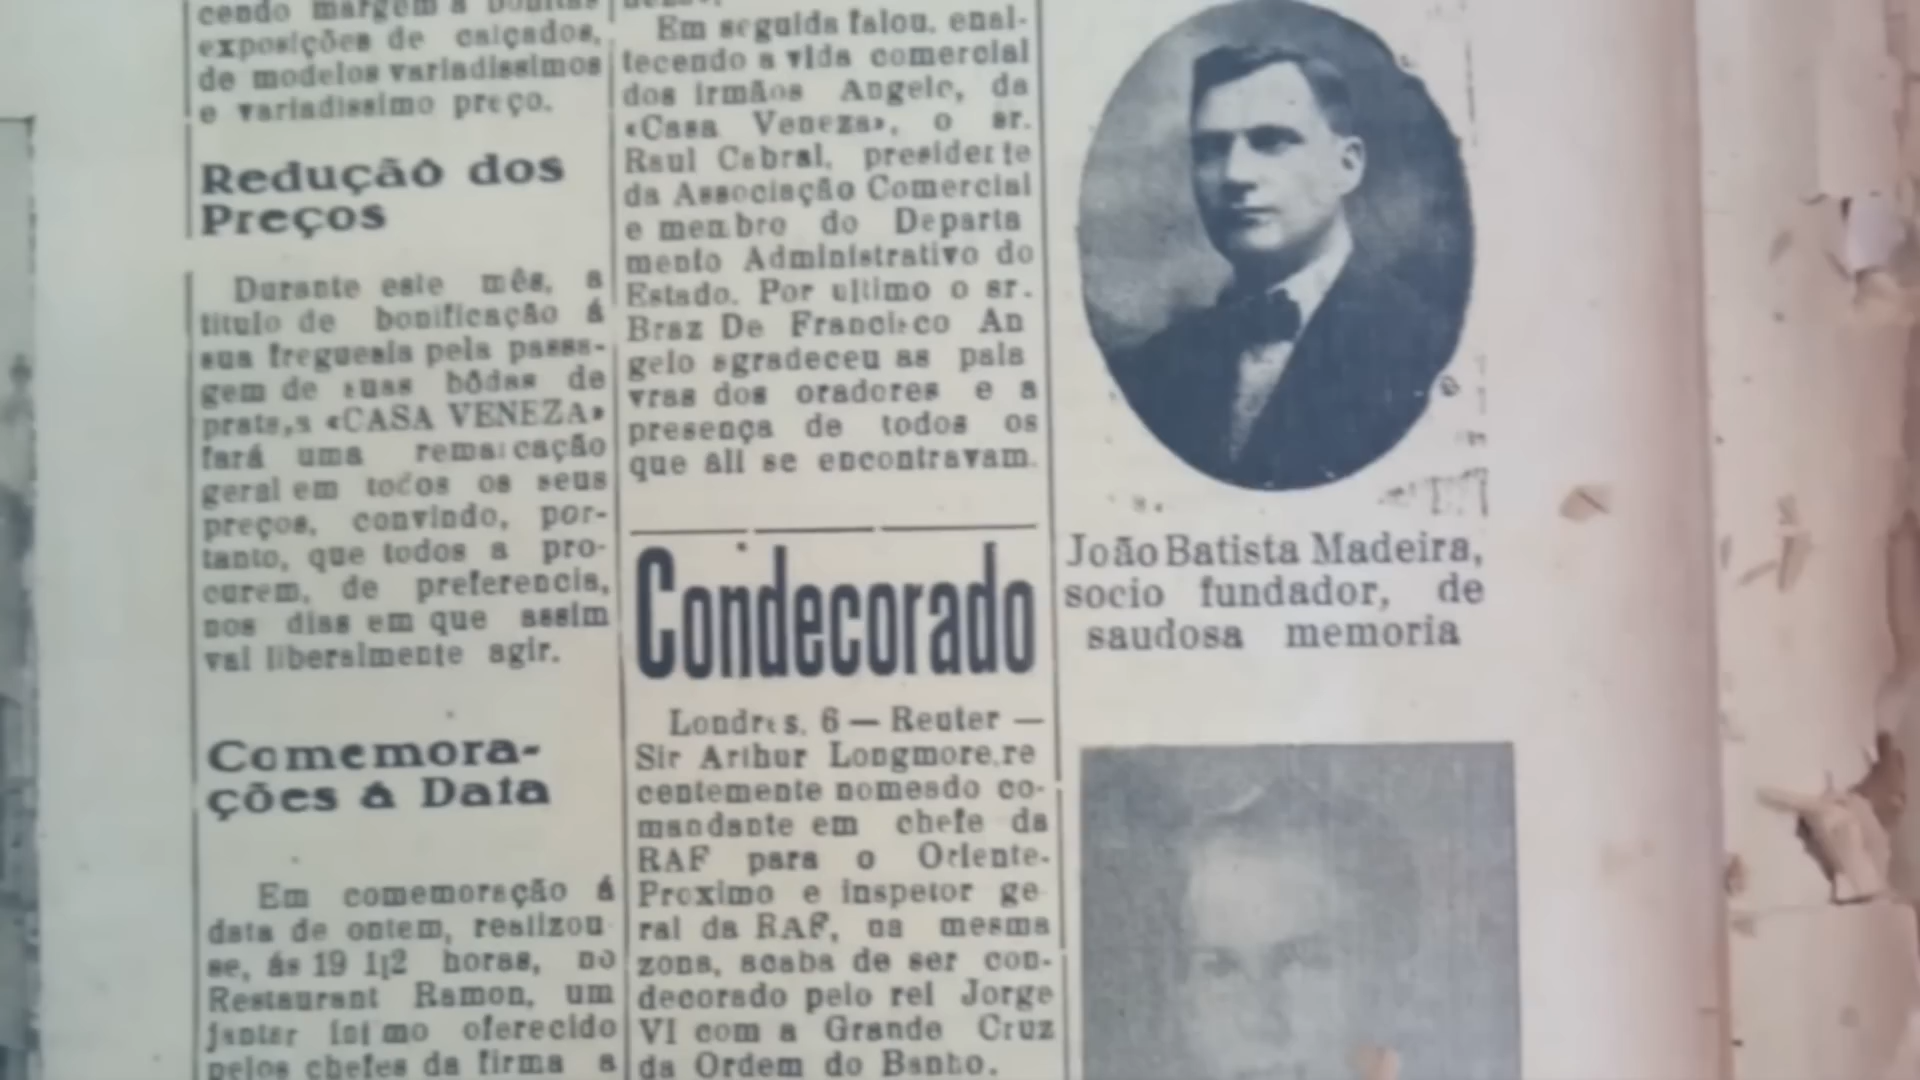 cendo margem a bonitas
exposições de calçados,
de modelos variadissimos
e variadissimo preço.
Redução dos
Preços
Durante este mês, a
titulo de bonificação á
sua freguesia pela passa-
gem de suas bôdas de
prata,a «CASA VENEZA»
fará uma remarcação
geral em todos os seus
preços, convindo, por-
tanto, que todos a pro-
curem, de preferencia,
nos dias em que assim
vai liberalmente agir.
Comemora-
ções á Data
Em comemoração á
data de ontem, realizou-
se, ás 19 1|2 horas, no
Restaurant Ramon, um
jantar intimo oferecido
pelos chefes da firma a
Em seguida falou, enal-
tecendo a vida comercial
dos irmãos Angelo, da
«Casa Veneza», o sr.
Raul Cabral, presidente
da Associação Comercial
e membro do Departa
mento Administrativo do
Estado. Por ultimo o sr.
Braz De Francisco An
gelo agradeceu as pala
vras dos oradores e a
presença de todos os
que ali se encontravam.
Condecorado
Londres, 6 — Reuter —
Sir Arthur Longmore,re
centemente nomeado co-
mandante em chefe da
RAF para o Oriente-
Proximo e inspetor ge
ral da RAF, na mesma
zona, acaba de ser con-
decorado pelo rei Jorge
VI com a Grande Cruz
da Ordem do Banho.
João Batista Madeira,
socio fundador, de
saudosa memoria